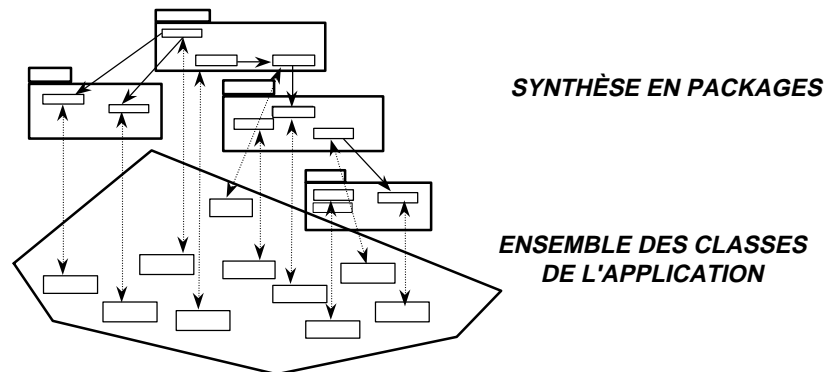 SYNTHÈSE EN PACKAGES
ENSEMBLE DES CLASSES
DE L'APPLICATION